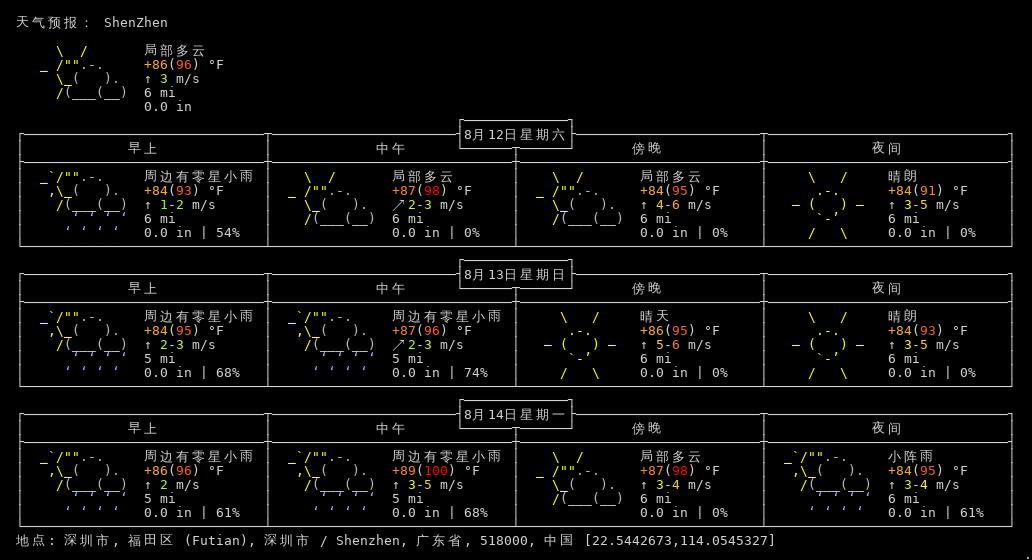 天气预报： ShenZhen
局部多云
+86(96) °F
↑ 3 m/s
6 mi
0.0 in
8月12日星期六
早上 中午 傍晚 夜间
周边有零星小雨 局部多云 局部多云 晴朗
+84(93) °F +87(98) °F +84(95) °F +84(91) °F
↑ 1-2 m/s ↗ 2-3 m/s ↑ 4-6 m/s ↑ 3-5 m/s
6 mi 6 mi 6 mi 6 mi
0.0 in | 54% 0.0 in | 0% 0.0 in | 0% 0.0 in | 0%
8月13日星期日
早上 中午 傍晚 夜间
周边有零星小雨 周边有零星小雨 晴天 晴朗
+84(95) °F +87(96) °F +86(95) °F +84(93) °F
↑ 2-3 m/s ↗ 2-3 m/s ↑ 5-6 m/s ↑ 3-5 m/s
5 mi 5 mi 6 mi 6 mi
0.0 in | 68% 0.0 in | 74% 0.0 in | 0% 0.0 in | 0%
8月14日星期一
早上 中午 傍晚 夜间
周边有零星小雨 周边有零星小雨 局部多云 小阵雨
+86(96) °F +89(100) °F +87(98) °F +84(95) °F
↑ 2 m/s ↑ 3-5 m/s ↑ 3-4 m/s ↑ 3-4 m/s
5 mi 5 mi 6 mi 6 mi
0.0 in | 61% 0.0 in | 68% 0.0 in | 0% 0.0 in | 61%
地点: 深圳市, 福田区 (Futian), 深圳市 / Shenzhen, 广东省, 518000, 中国 [22.5442673,114.0545327]